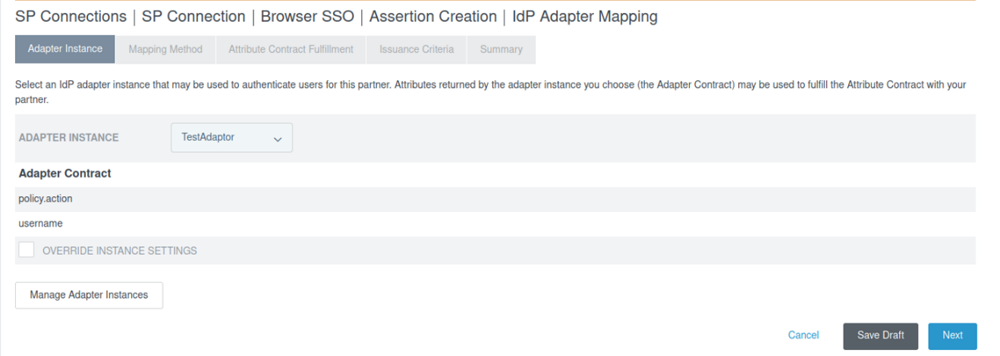 SP Connections | SP Connection | Browser SSO | Assertion Creation | IdP Adapter Mapping
Adapter Instance Mapping Method Attribute Contract Fulfillment Issuance Criteria Summary
Select an IdP adapter instance that may be used to authenticate users for this partner. Attributes returned by the adapter instance you choose (the Adapter Contract) may be used to fulfill the Attribute Contract with your
partner.
ADAPTER INSTANCE TestAdaptor
Adapter Contract
policy.action
username
OVERRIDE INSTANCE SETTINGS
Manage Adapter Instances
Cancel Save Draft Next